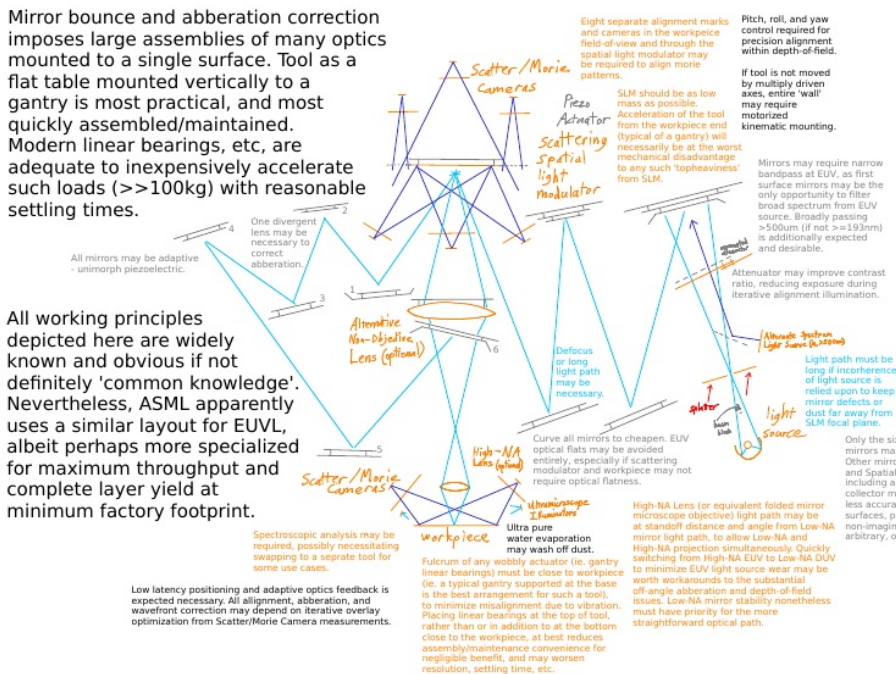 Mirror bounce and abberation correction
imposes large assemblies of many optics
mounted to a single surface. Tool as a
flat table mounted vertically to a
gantry is most practical, and most
quickly assembled/maintained.
Modern linear bearings, etc, are
adequate to inexpensively accelerate
such loads (>>100kg) with reasonable
settling times.
Scatter/Morie
Cameras
Eight separate alignment marks
and cameras in the workpeice
field-of-view and through the
spatial light modulator may
be required to align morie
patterns.
Pitch, roll, and yaw
control required for
precision alignment
within depth-of-field.
If tool is not moved
by multiply driven
axes, entire 'wall'
may require
motorized
kinematic mounting.
Piezo
Actuator
Scattering
spatial
light
modulator
SLM should be as low
mass as possible.
Acceleration of the tool
from the workpiece end
(typical of a gantry) will
necessarily be at the worst
mechanical disadvantage
to any such 'topheaviness'
from SLM.
Mirrors may require narrow
bandpass at EUV, as first
surface mirrors may be the
only opportunity to filter
broad spectrum from EUV
source. Broadly passing
>500um (if not >=193nm)
is additionally expected
and desirable.
Attenuator may improve contrast
ratio, reducing exposure during
iterative alignment illumination.
4
2
One divergent
lens may be
necessary to
correct
abberation.
All mirrors may be adaptive
- unimorph piezoelectric.
3
1
All working principles
depicted here are widely
known and obvious if not
definitely 'common knowledge'.
Nevertheless, ASML apparently
uses a similar layout for EUVL,
albeit perhaps more specialized
for maximum throughput and
complete layer yield at
minimum factory footprint.
Alternative
Non-Objective
Lens (optional)
6
Defocus
or long
light path
may be
necessary.
Alternate Spectrum
Light Source
Light path must be
long if incorherence
of light source is
relied upon to keep
mirror defects or
dust far away from
SLM focal plane.
splitter
beam
block
light
source
5
Curve all mirrors to cheapen. EUV
optical flats may be avoided
entirely, especially if scattering
modulator and workpiece may not
require optical flatness.
Scatter/Morie
Cameras
High-NA
Lens (optional)
Ultramicroscope
Illuminators
workpiece
Ultra pure
water evaporation
may wash off dust.
Spectroscopic analysis may be
required, possibly necessitating
swapping to a separate tool for
some use cases.
Low latency positioning and adaptive optics feedback is
expected necessary. All allignment, abberation, and
wavefront correction may depend on iterative overlay
optimization from Scatter/Morie Camera measurements.
Fulcrum of any wobbly actuator (ie. gantry
linear bearings) must be close to workpiece
(ie. a typical gantry supported at the base
is the best arrangement for such a tool),
to minimize misalignment due to vibration.
Placing linear bearings at the top of tool,
rather than or in addition to at the bottom
close to the workpiece, at best reduces
assembly/maintenance convenience for
negligible benefit, and may worsen
resolution, settling time, etc.
High-NA Lens (or equivalent folded mirror
microscope objective) light path may be
at standoff distance and angle from Low-NA
mirror light path, to allow Low-NA and
High-NA projection simultaneously. Quickly
switching from High-NA EUV to Low-NA DUV
to minimize EUV light source wear may be
worth workarounds to the substantial
off-angle abberation and depth-of-field
issues. Low-NA mirror stability nonetheless
must have priority for the more
straightforward optical path.
Only the
mirrors
Other
and
including a
collector
less
surfaces,
arbitrary,